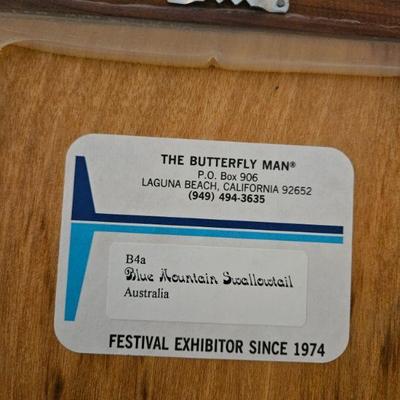 THE BUTTERFLY MAN®
P.O. Box 906
LAGUNA BEACH, CALIFORNIA 92652
(949) 494-3635
B4a
Blue Mountain Swallowtail
Australia
FESTIVAL EXHIBITOR SINCE 1974